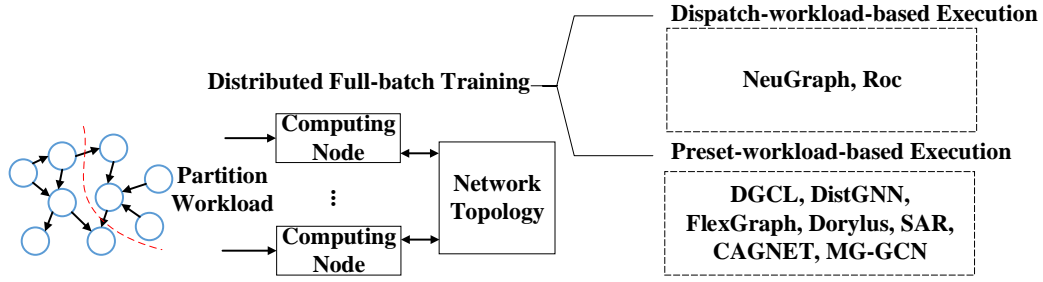 Dispatch-workload-based Execution
NeuGraph, Roc
Distributed Full-batch Training
Computing
Node
Partition
Workload
...
Network
Topology
Computing
Node
Preset-workload-based Execution
DGCL, DistGNN,
FlexGraph, Dorylus, SAR,
CAGNET, MG-GCN